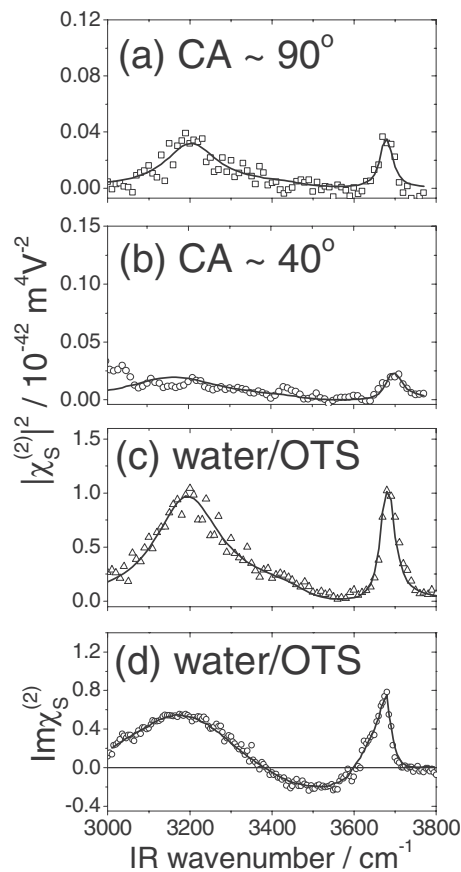 0.12
0.08
0.04
0.00
(a) CA ~ 90°
0.15
0.10
0.05
0.00
(b) CA ~ 40°
|χS(2)|2 / 10-42 m4V-2
1.5
1.0
0.5
0.0
(c) water/OTS
1.2
0.8
0.4
0.0
-0.4
(d) water/OTS
ImχS(2)
3000 3200 3400 3600 3800
IR wavenumber / cm-1